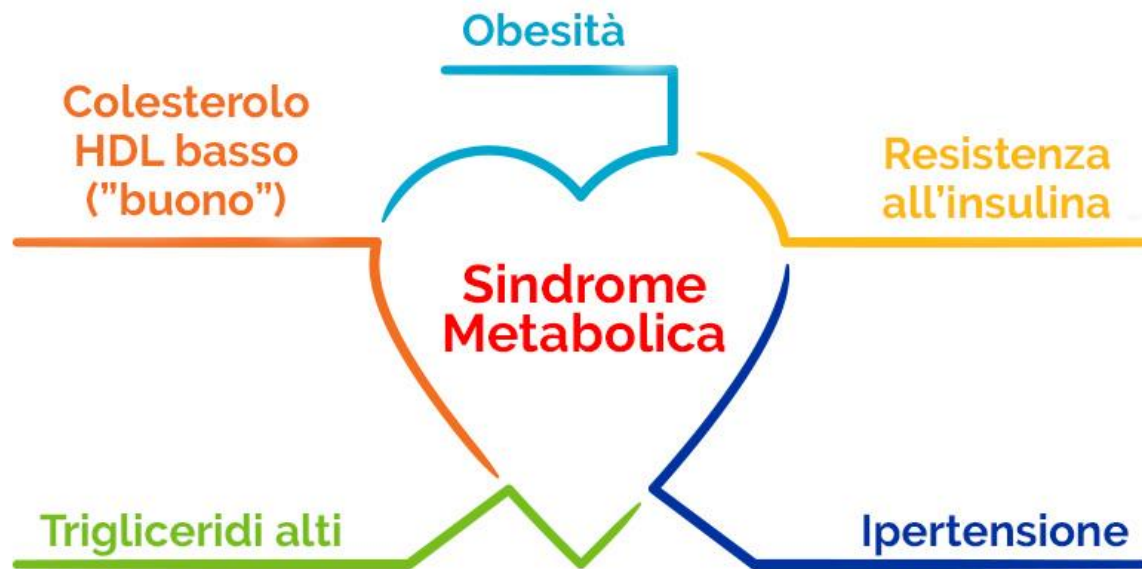 Obesità
Colesterolo
HDL basso
(”buono”)
Resistenza
all’insulina
Sindrome
Metabolica
Trigliceridi alti
Ipertensione